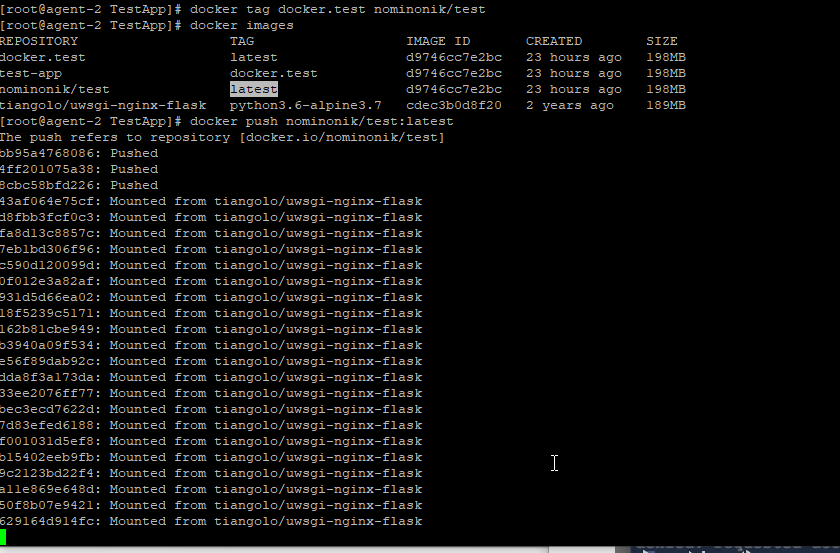 [root@agent-2 TestApp]# docker tag docker.test nominonik/test
[root@agent-2 TestApp]# docker images
REPOSITORY TAG IMAGE ID CREATED SIZE
docker.test latest d9746cc7e2bc 23 hours ago 198MB
test-app docker.test d9746cc7e2bc 23 hours ago 198MB
nominonik/test latest d9746cc7e2bc 23 hours ago 198MB
tiangolo/uwsgi-nginx-flask python3.6-alpine3.7 cdec3b0d8f20 2 years ago 189MB
[root@agent-2 TestApp]# docker push nominonik/test:latest
The push refers to repository [docker.io/nominonik/test]
bb95a4768086: Pushed
4ff201075a38: Pushed
8cbc58bfd226: Pushed
43af064e75cf: Mounted from tiangolo/uwsgi-nginx-flask
d8fbb3fcf0c3: Mounted from tiangolo/uwsgi-nginx-flask
fa8d13c8857c: Mounted from tiangolo/uwsgi-nginx-flask
7eb1bd306f96: Mounted from tiangolo/uwsgi-nginx-flask
c590d120099d: Mounted from tiangolo/uwsgi-nginx-flask
0f012e3a82af: Mounted from tiangolo/uwsgi-nginx-flask
931d5d66ea02: Mounted from tiangolo/uwsgi-nginx-flask
18f5239c5171: Mounted from tiangolo/uwsgi-nginx-flask
162b81cbe949: Mounted from tiangolo/uwsgi-nginx-flask
b3940a09f534: Mounted from tiangolo/uwsgi-nginx-flask
e56f89dab92c: Mounted from tiangolo/uwsgi-nginx-flask
dda8f3a173da: Mounted from tiangolo/uwsgi-nginx-flask
33ee2076ff77: Mounted from tiangolo/uwsgi-nginx-flask
bec3ecd7622d: Mounted from tiangolo/uwsgi-nginx-flask
7d83efed6188: Mounted from tiangolo/uwsgi-nginx-flask
f001031d5ef8: Mounted from tiangolo/uwsgi-nginx-flask
b15402eeb9fb: Mounted from tiangolo/uwsgi-nginx-flask
9c2123bd22f4: Mounted from tiangolo/uwsgi-nginx-flask
a11e869e648d: Mounted from tiangolo/uwsgi-nginx-flask
50f8b07e9421: Mounted from tiangolo/uwsgi-nginx-flask
629164d914fc: Mounted from tiangolo/uwsgi-nginx-flask